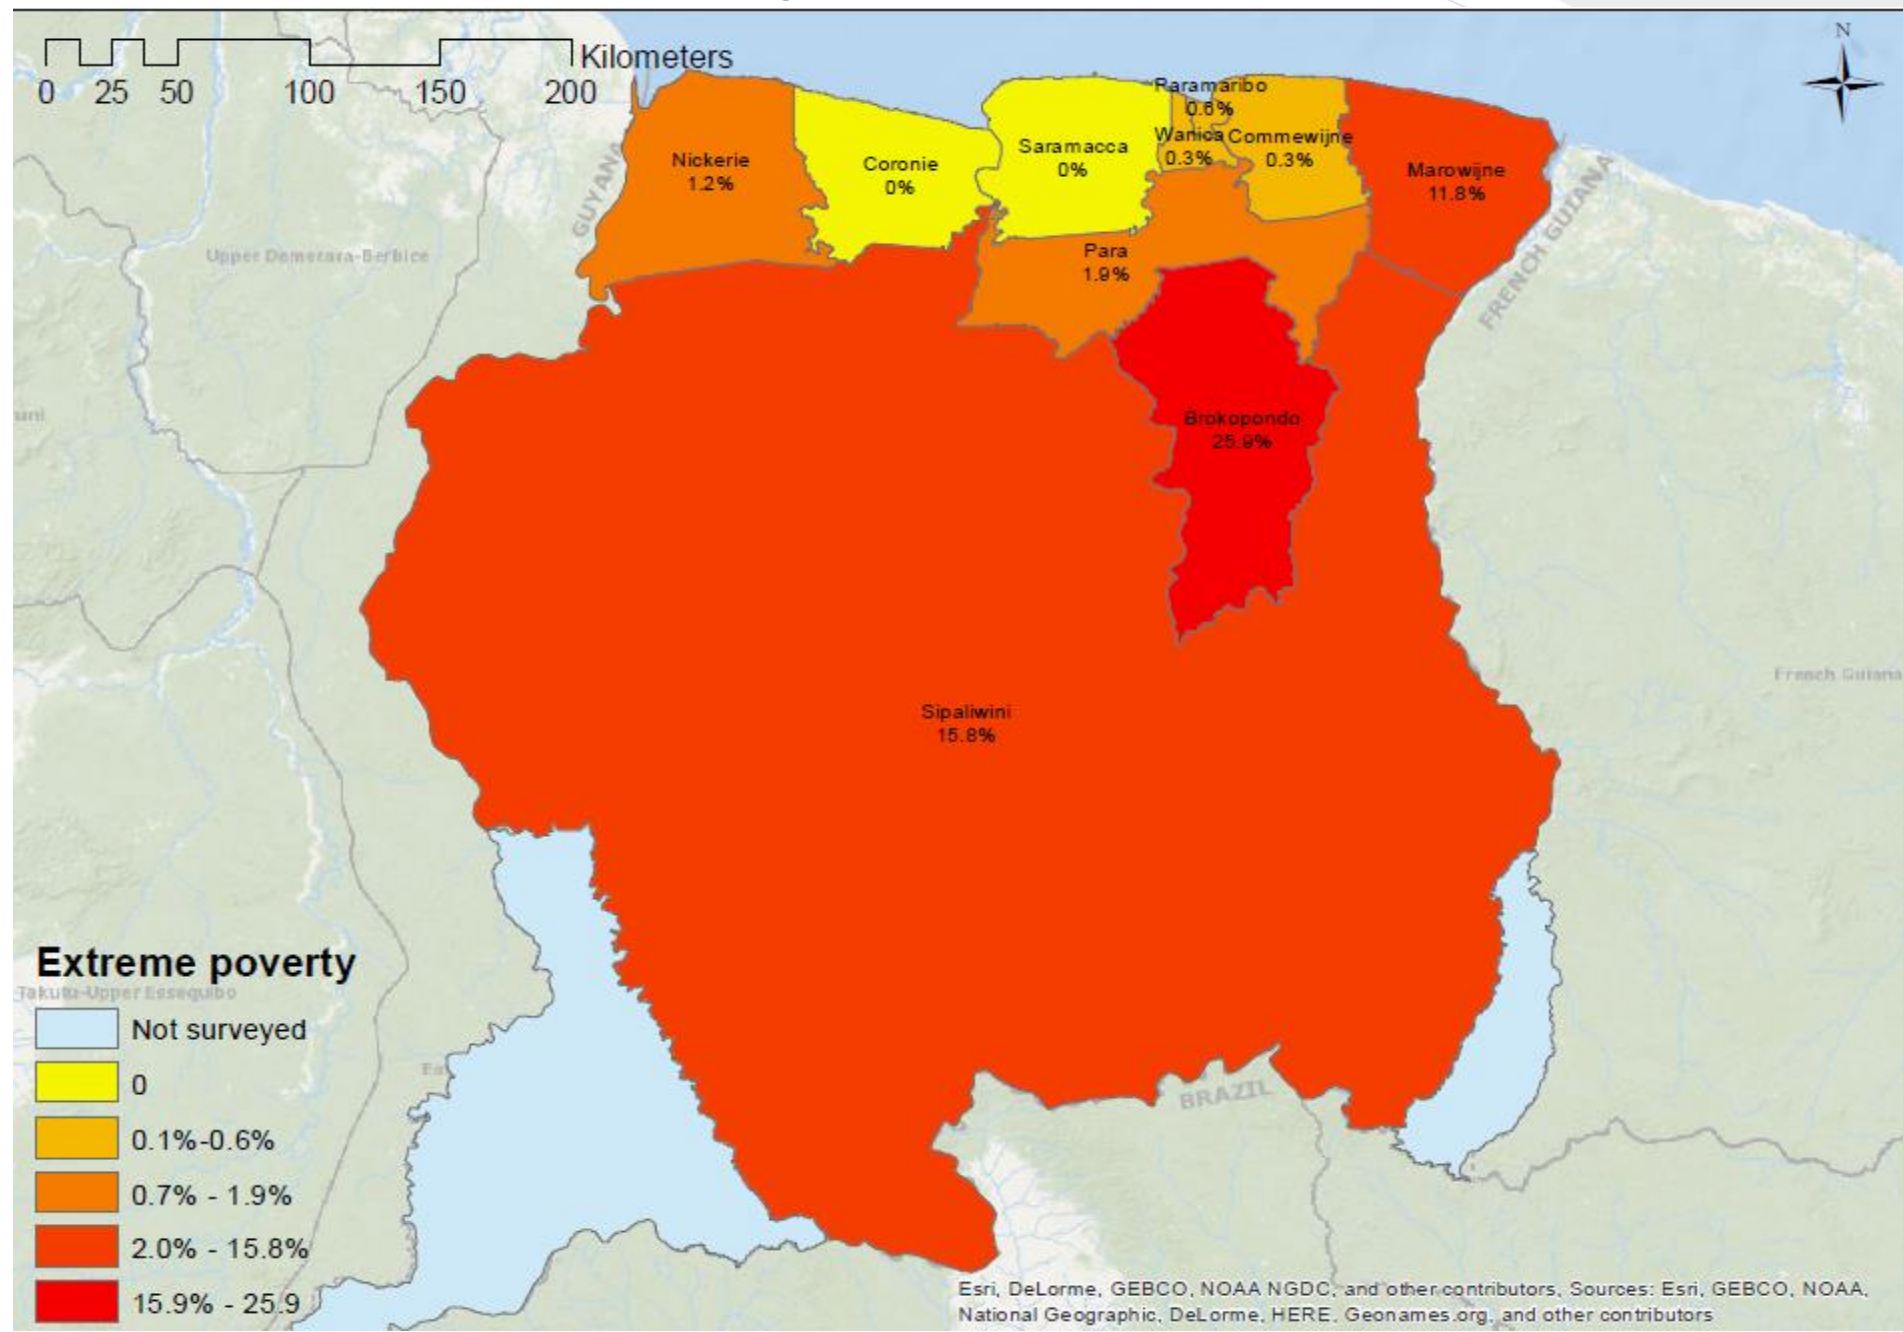 Kilometers
0 25 50 100 150 200
N
Paramaribo
0.6%
Wanica
0.3%
Commewijne
0.3%
Nickerie
1.2%
Coronie
0%
Saramacca
0%
Marowijne
11.8%
GUYANA
FRENCH GUIANA
Upper Demerara-Berbice
Para
1.9%
Brokopondo
25.9%
Sipaliwini
15.8%
French Guiana
BRAZIL
Extreme poverty
Takutu-Upper Essequibo
Not surveyed
0
0.1%-0.6%
0.7% - 1.9%
2.0% - 15.8%
15.9% - 25.9
Esri, DeLorme, GEBCO, NOAA NGDC, and other contributors, Sources: Esri, GEBCO, NOAA,
National Geographic, DeLorme, HERE, Geonames.org, and other contributors